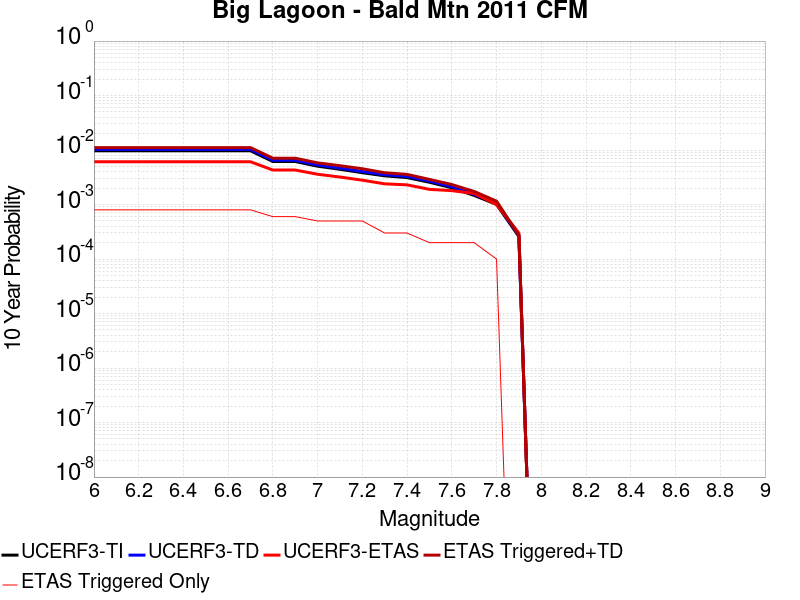 Big Lagoon - Bald Mtn 2011 CFM
10 Year Probability
10^0
10^-1
10^-2
10^-3
10^-4
10^-5
10^-6
10^-7
10^-8
6 6.2 6.4 6.6 6.8 7 7.2 7.4 7.6 7.8 8 8.2 8.4 8.6 8.8 9
Magnitude
UCERF3-TI UCERF3-TD UCERF3-ETAS ETAS Triggered+TD
ETAS Triggered Only